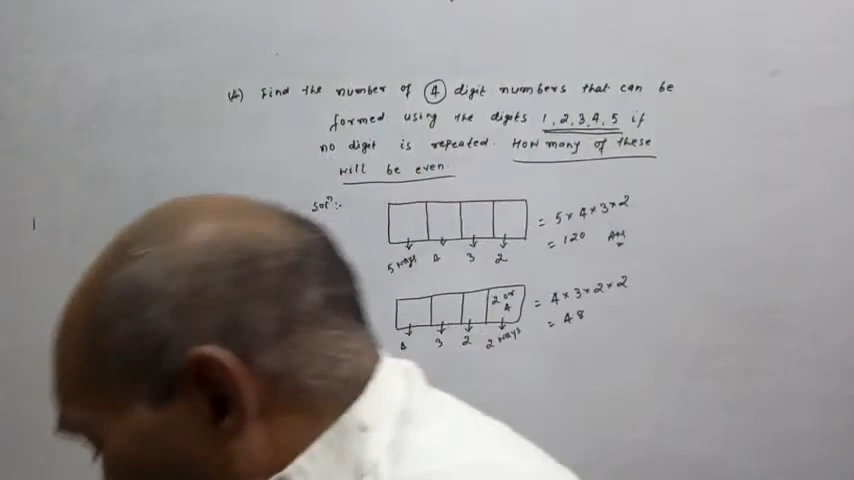 (A) Find the number of 4 digit numbers that can be
formed using the digits 1, 2, 3, 4, 5 if
no digit is repeated. How many of these
will be even.
Solⁿ:-
= 5 × 4 × 3 × 2
5 ways 4 3 2
= 120 Ans
2 or 4
= 4 × 3 × 2 × 2
4 3 2 2 ways
= 48